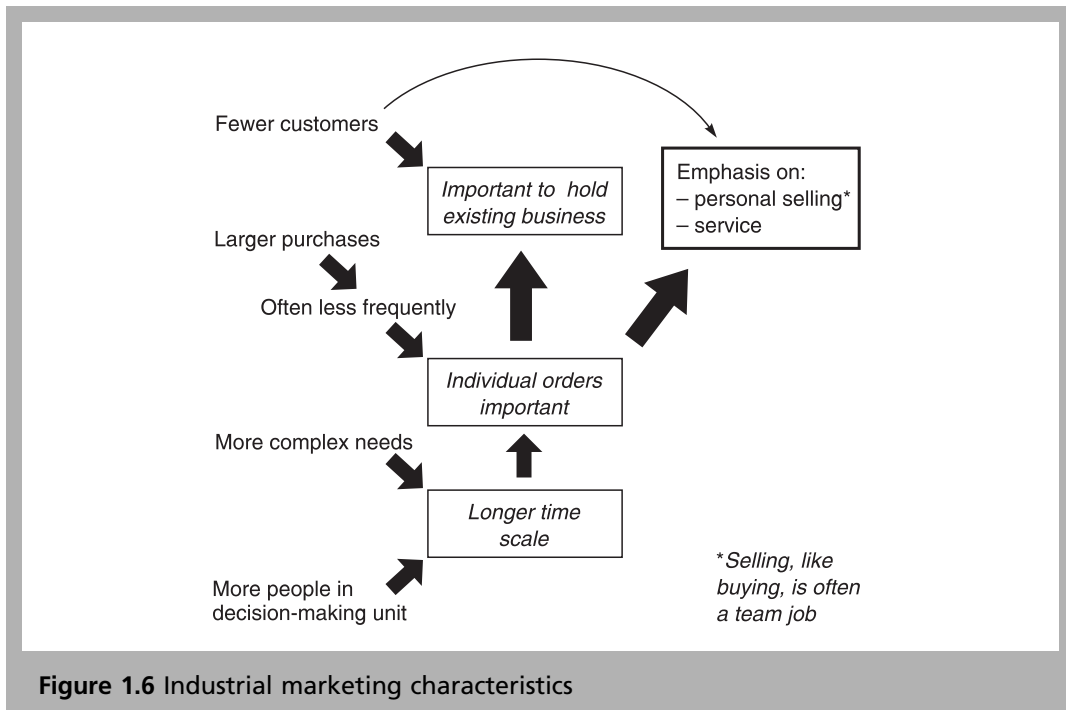 Fewer customers
Important to hold
existing business
Emphasis on:
– personal selling*
– service
Larger purchases
Often less frequently
Individual orders
important
More complex needs
Longer time
scale
More people in
decision-making unit
*Selling, like
buying, is often
a team job
Figure 1.6 Industrial marketing characteristics